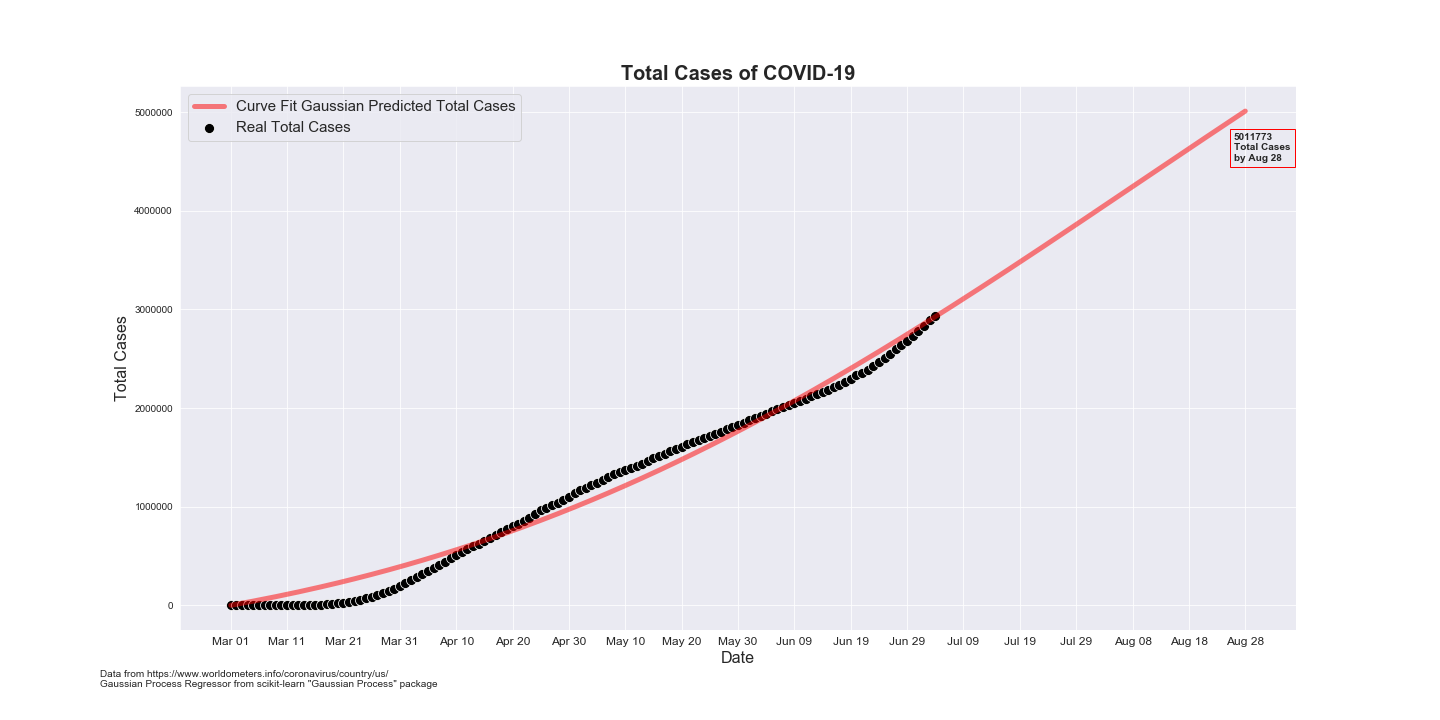 Total Cases of COVID-19
Curve Fit Gaussian Predicted Total Cases
Real Total Cases
5000000
4000000
3000000
2000000
1000000
0
Total Cases
5011773
Total Cases
by Aug 28
Mar 01 Mar 11 Mar 21 Mar 31 Apr 10 Apr 20 Apr 30 May 10 May 20 May 30 Jun 09 Jun 19 Jun 29 Jul 09 Jul 19 Jul 29 Aug 08 Aug 18 Aug 28
Date
Data from https://www.worldometers.info/coronavirus/country/us/
Gaussian Process Regressor from scikit-learn "Gaussian Process" package